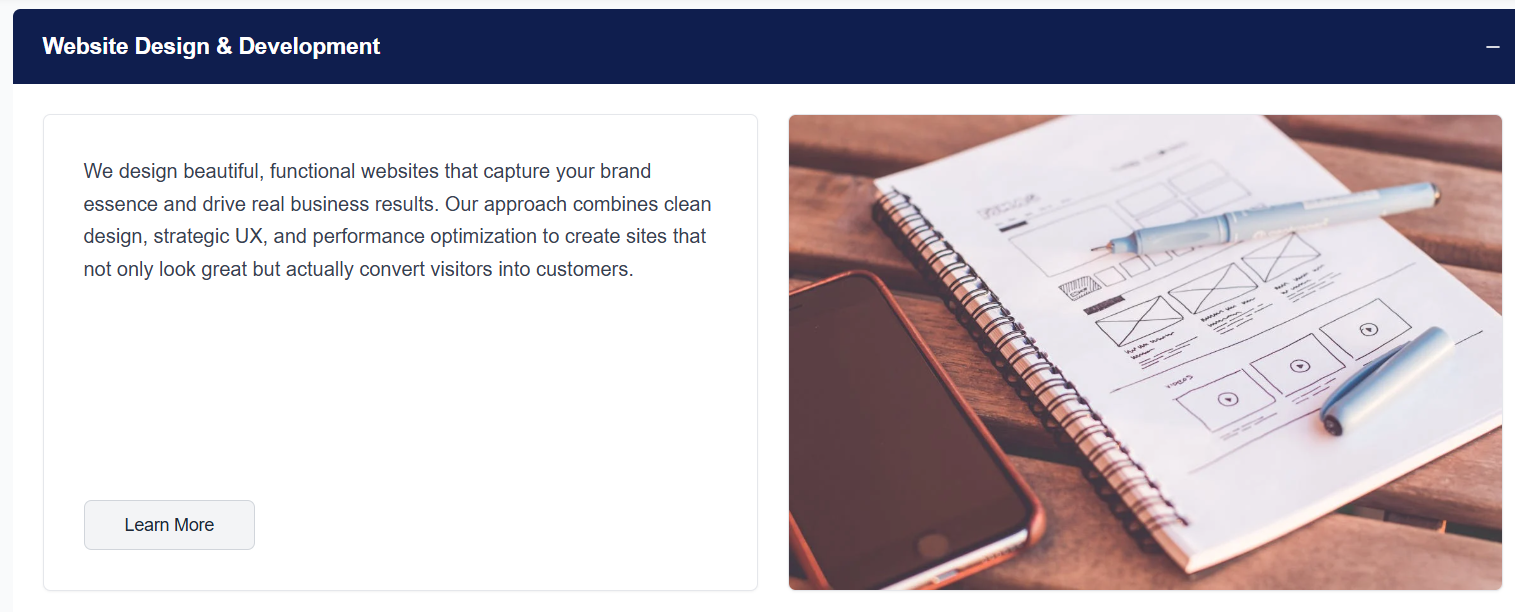 Website Design & Development
We design beautiful, functional websites that capture your brand
essence and drive real business results. Our approach combines clean
design, strategic UX, and performance optimization to create sites that
not only look great but actually convert visitors into customers.
Learn More
VIDEOS